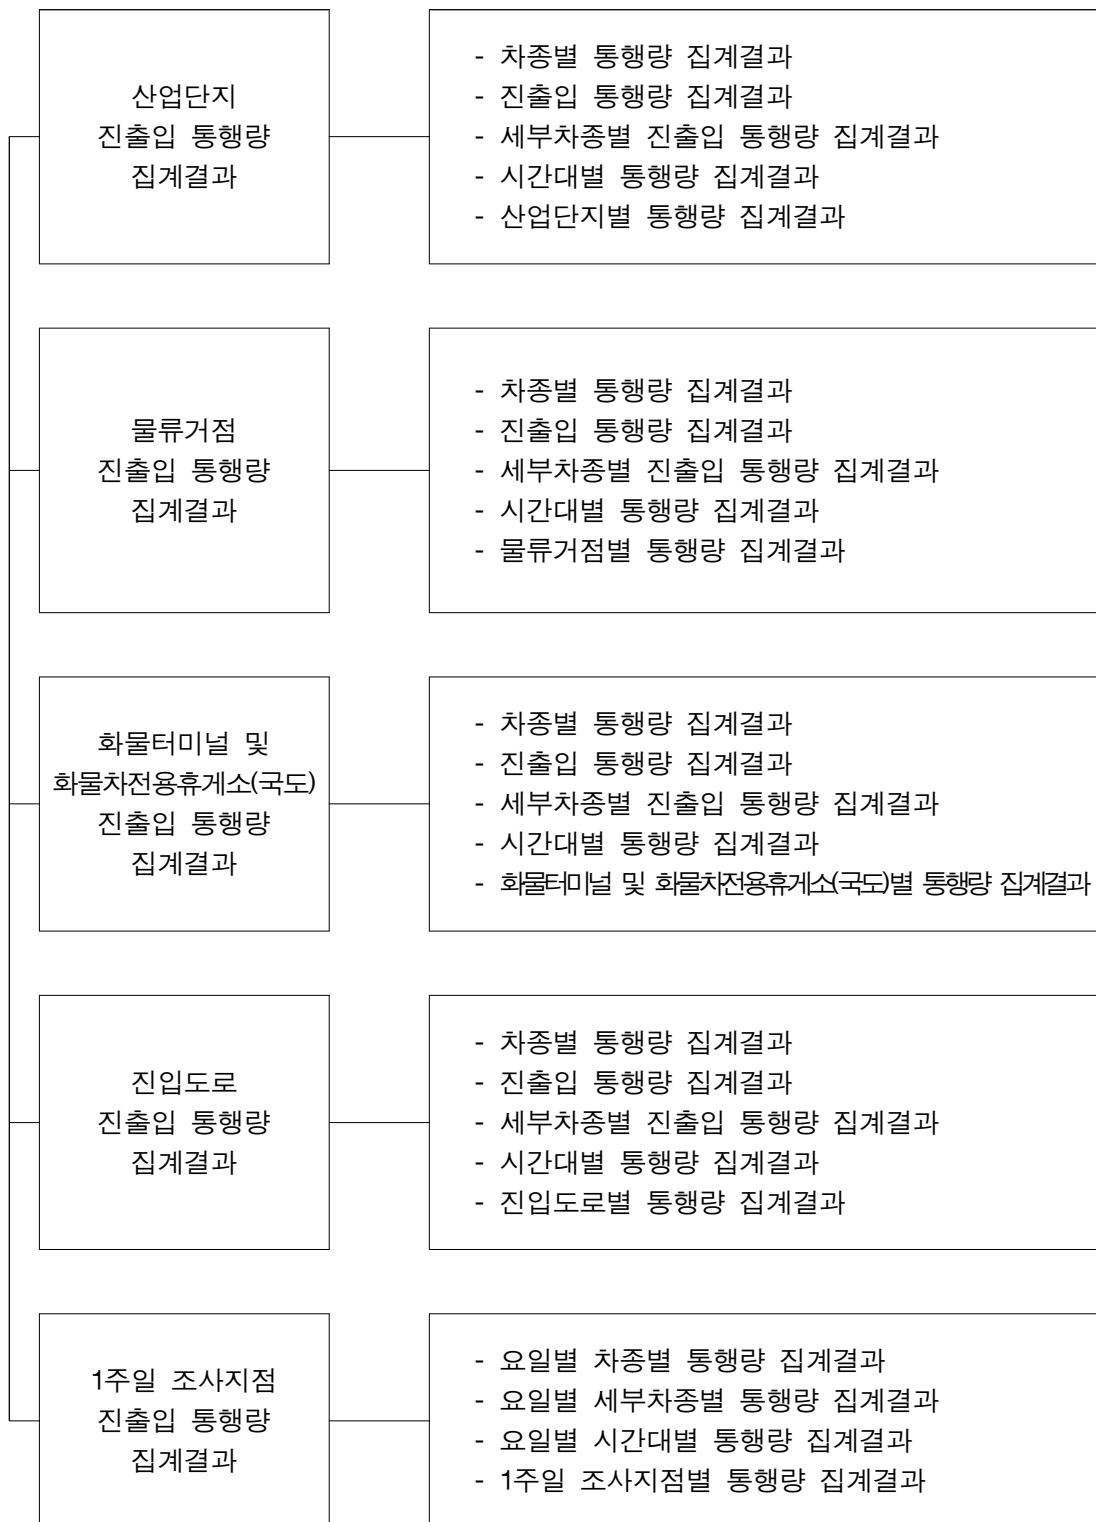 산업단지
진출입 통행량
집계결과
- 차종별 통행량 집계결과
- 진출입 통행량 집계결과
- 세부차종별 진출입 통행량 집계결과
- 시간대별 통행량 집계결과
- 산업단지별 통행량 집계결과
물류거점
진출입 통행량
집계결과
- 차종별 통행량 집계결과
- 진출입 통행량 집계결과
- 세부차종별 진출입 통행량 집계결과
- 시간대별 통행량 집계결과
- 물류거점별 통행량 집계결과
화물터미널 및
화물차전용휴게소(국도)
진출입 통행량
집계결과
- 차종별 통행량 집계결과
- 진출입 통행량 집계결과
- 세부차종별 진출입 통행량 집계결과
- 시간대별 통행량 집계결과
- 화물터미널 및 화물차전용휴게소(국도)별 통행량 집계결과
진입도로
진출입 통행량
집계결과
- 차종별 통행량 집계결과
- 진출입 통행량 집계결과
- 세부차종별 진출입 통행량 집계결과
- 시간대별 통행량 집계결과
- 진입도로별 통행량 집계결과
1주일 조사지점
진출입 통행량
집계결과
- 요일별 차종별 통행량 집계결과
- 요일별 세부차종별 통행량 집계결과
- 요일별 시간대별 통행량 집계결과
- 1주일 조사지점별 통행량 집계결과